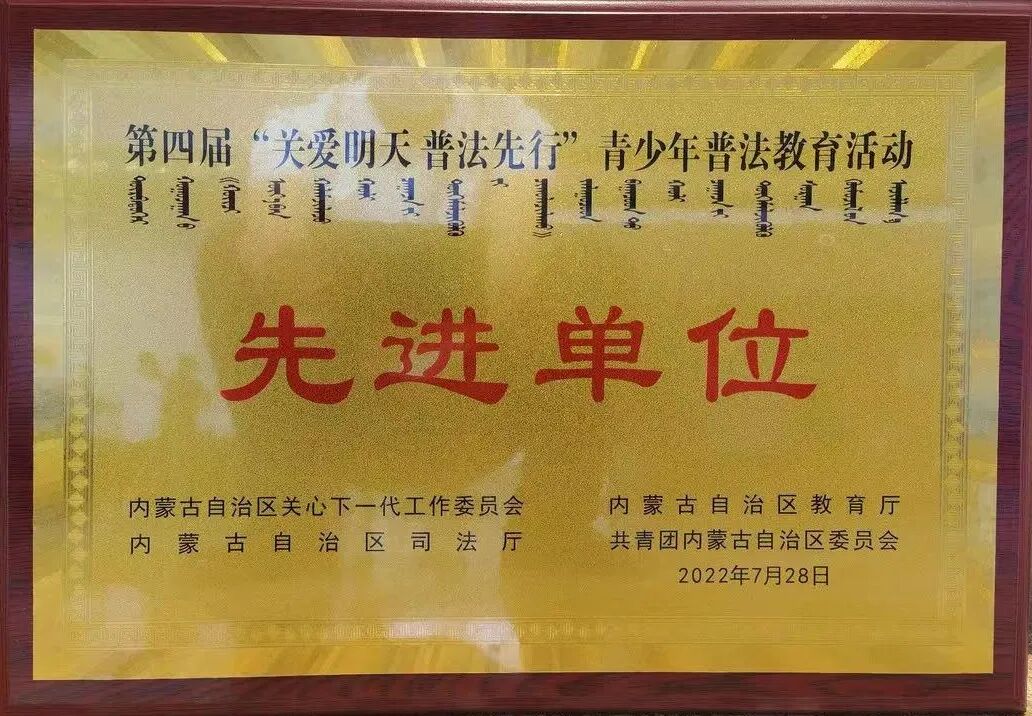 第四届“关爱明天 普法先行”青少年普法教育活动
先进单位
内蒙古自治区关心下一代工作委员会
内蒙古自治区司法厅
内蒙古自治区教育厅
共青团内蒙古自治区委员会
2022年7月28日